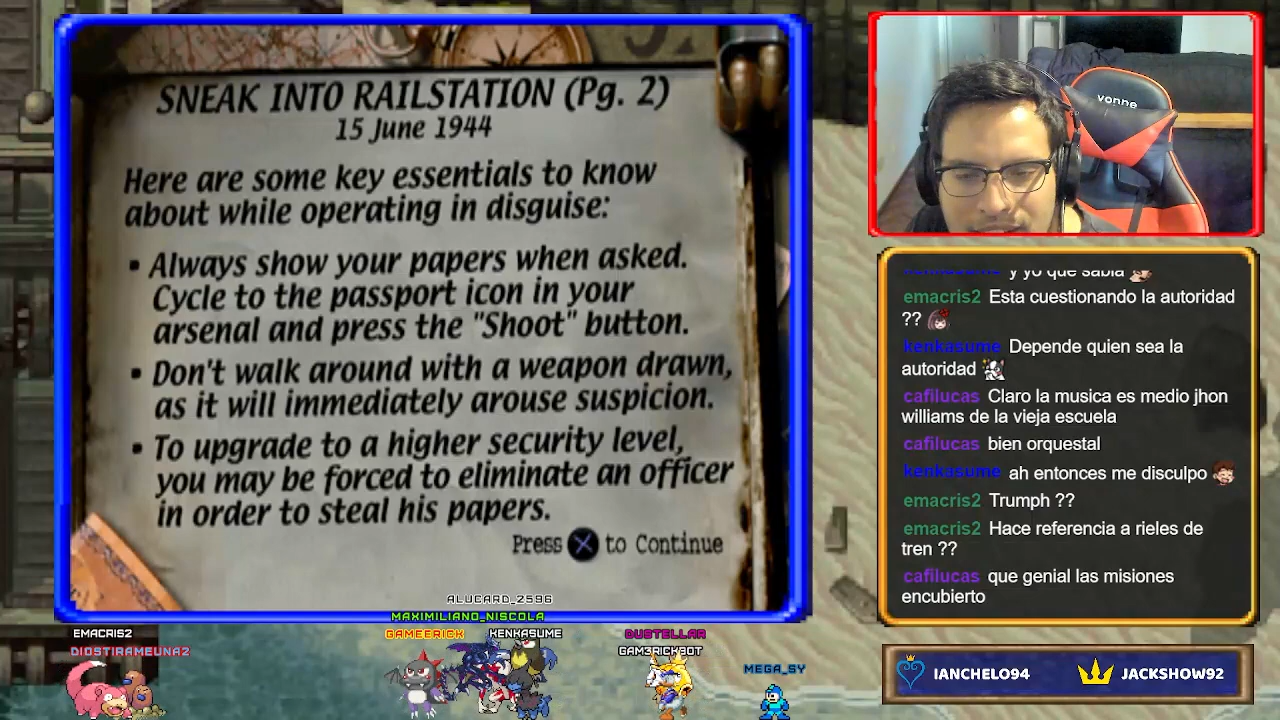 SNEAK INTO RAILSTATION (Pg. 2)
15 June 1944
Here are some key essentials to know
about while operating in disguise:
▪ Always show your papers when asked.
Cycle to the passport icon in your
arsenal and press the "Shoot" button.
▪ Don't walk around with a weapon drawn,
as it will immediately arouse suspicion.
▪ To upgrade to a higher security level,
you may be forced to eliminate an officer
in order to steal his papers.
Press X to Continue
vonne
kenkasume y yo que sabia
emacris2 Esta cuestionando la autoridad
??
kenkasume Depende quien sea la
autoridad
cafilucas Claro la musica es medio jhon
williams de la vieja escuela
cafilucas bien orquestal
kenkasume ah entonces me disculpo
emacris2 Trumph ??
emacris2 Hace referencia a rieles de
tren ??
cafilucas que genial las misiones
encubierto
ALUCARD_2596
MAXIMILIANO_NISCOLA
EMACRIS2
GAMEERICK
KENKASUME
DUSTELLAR
DIOSTIRAMEUNA2
GAM3RICKBOT
MEGA_SY
IANCHELO94
JACKSHOW92